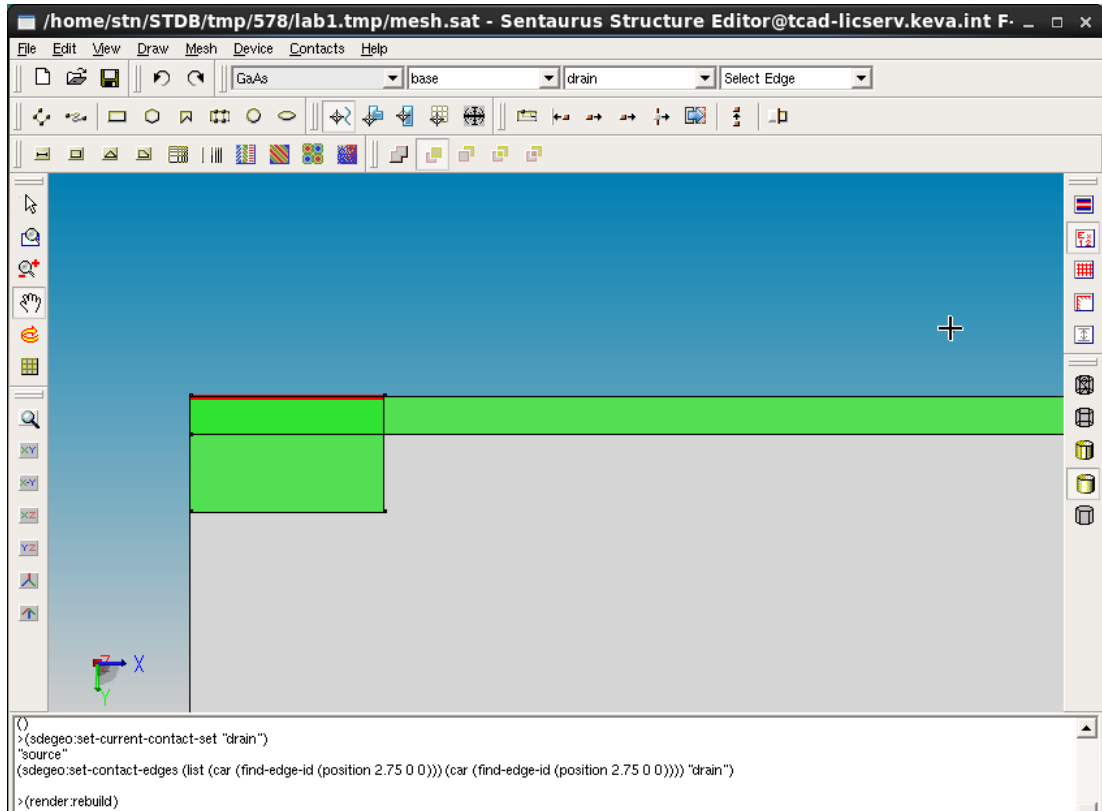 /home/stn/STDB/tmp/578/lab1.tmp/mesh.sat - Sentaurus Structure Editor@tcad-licserv.keva.int F-
File Edit View Draw Mesh Device Contacts Help
GaAs base drain Select Edge
XY
X-Y
XZ
YZ
Z X
Y
()
>(sdegeo:set-current-contact-set "drain")
"source"
(sdegeo:set-contact-edges (list (car (find-edge-id (position 2.75 0 0))) (car (find-edge-id (position 2.75 0 0)))) "drain")
>(render:rebuild)